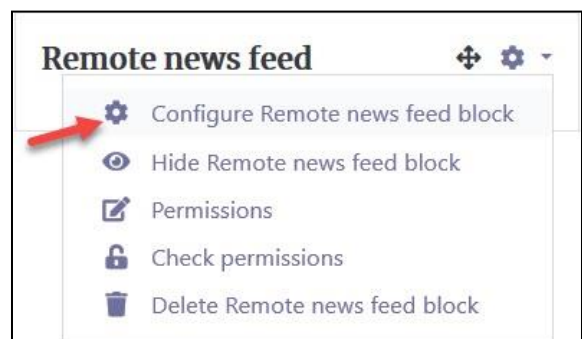 Remote news feed
Configure Remote news feed block
Hide Remote news feed block
Permissions
Check permissions
Delete Remote news feed block